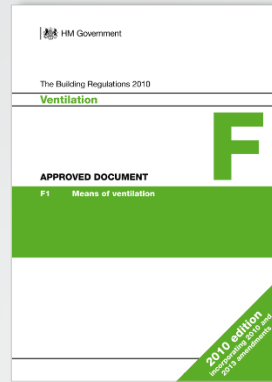 HM Government
The Building Regulations 2010
Ventilation
F
APPROVED DOCUMENT
F1 Means of ventilation
2010 edition
incorporating 2010 and
2013 amendments